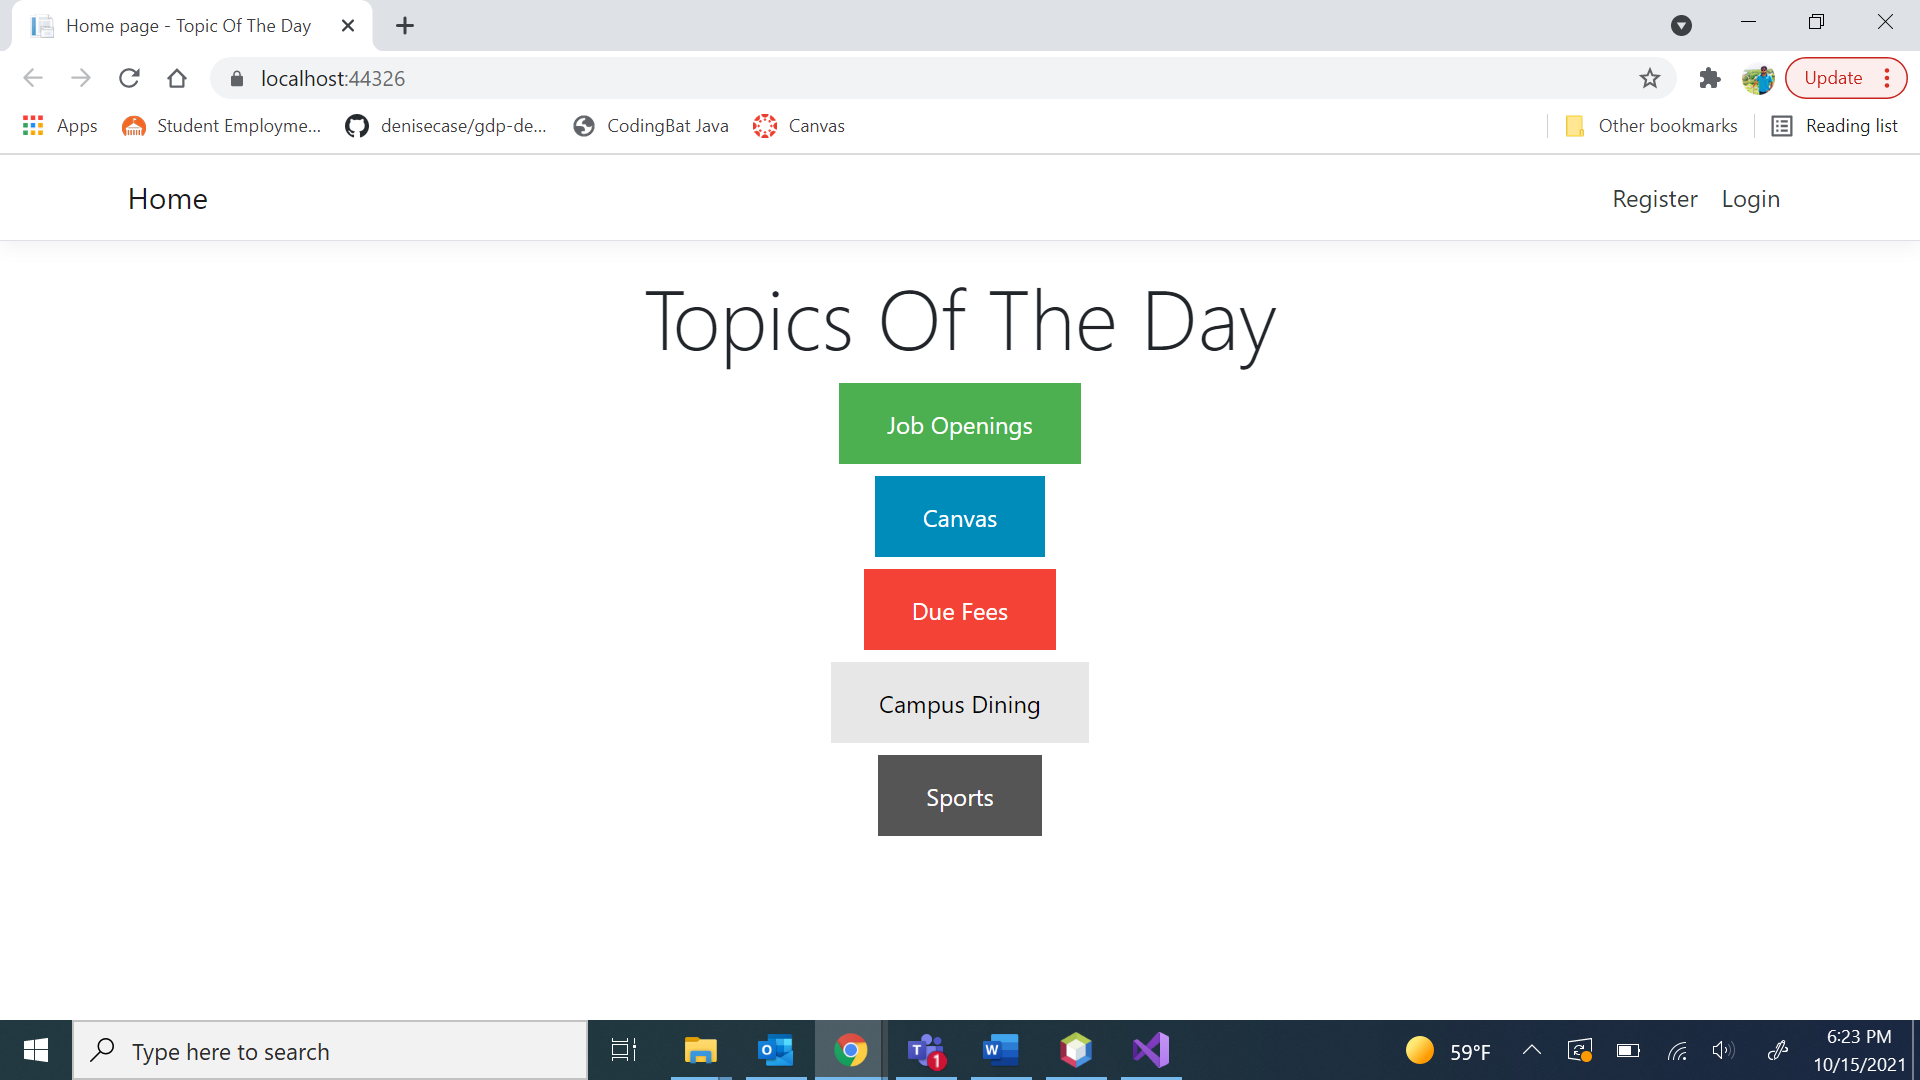 Home page - Topic Of The Day
localhost:44326
Update
Apps
Student Employme...
denisecase/gdp-de...
CodingBat Java
Canvas
Other bookmarks
Reading list
Home
Register
Login
Topics Of The Day
Job Openings
Canvas
Due Fees
Campus Dining
Sports
Type here to search
1
59°F
6:23 PM
10/15/2021